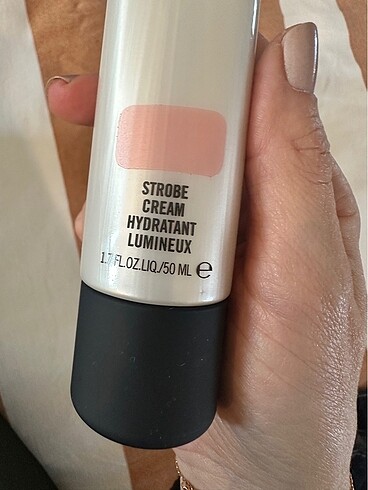 STROBE
CREAM
HYDRATANT
LUMINEUX
1.7 FL.OZ.LIQ./50 ML e